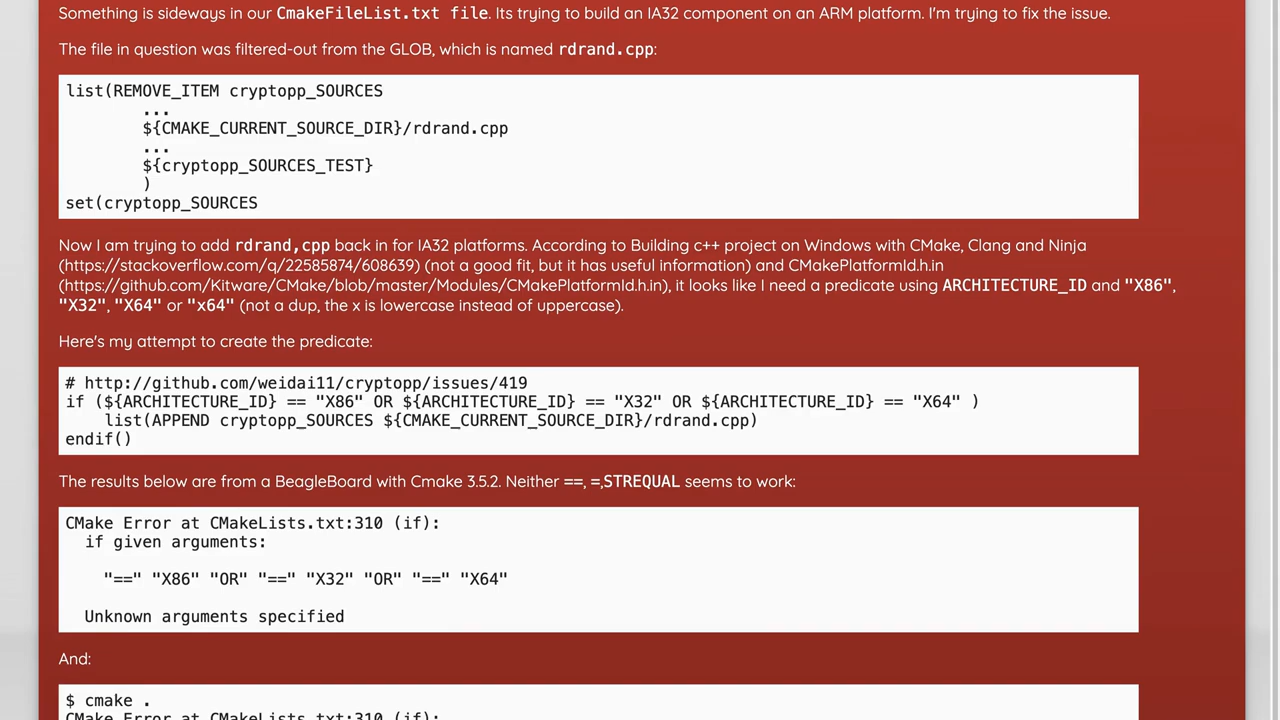 Something is sideways in our CmakeFileList.txt file. Its trying to build an IA32 component on an ARM platform. I'm trying to fix the issue.
The file in question was filtered-out from the GLOB, which is named rdrand.cpp:
list(REMOVE_ITEM cryptopp_SOURCES
...
${CMAKE_CURRENT_SOURCE_DIR}/rdrand.cpp
...
${cryptopp_SOURCES_TEST}
)
set(cryptopp_SOURCES
Now I am trying to add rdrand,cpp back in for IA32 platforms. According to Building c++ project on Windows with CMake, Clang and Ninja
(https://stackoverflow.com/q/22585874/608639) (not a good fit, but it has useful information) and CMakePlatformId.h.in
(https://github.com/Kitware/CMake/blob/master/Modules/CMakePlatformId.h.in), it looks like I need a predicate using ARCHITECTURE_ID and "X86",
"X32", "X64" or "x64" (not a dup, the x is lowercase instead of uppercase).
Here's my attempt to create the predicate:
# http://github.com/weidai11/cryptopp/issues/419
if (${ARCHITECTURE_ID} == "X86" OR ${ARCHITECTURE_ID} == "X32" OR ${ARCHITECTURE_ID} == "X64" )
list(APPEND cryptopp_SOURCES ${CMAKE_CURRENT_SOURCE_DIR}/rdrand.cpp)
endif()
The results below are from a BeagleBoard with Cmake 3.5.2. Neither ==, =,STREQUAL seems to work:
CMake Error at CMakeLists.txt:310 (if):
if given arguments:
"==" "X86" "OR" "==" "X32" "OR" "==" "X64"
Unknown arguments specified
And:
$ cmake .
CMake Error at CMakeLists.txt:310 (if):